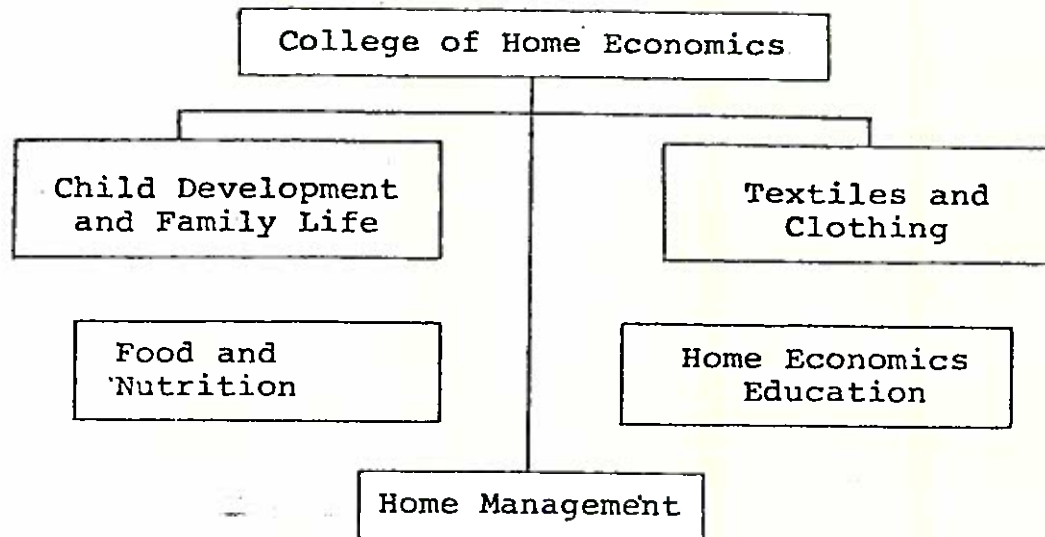 College of Home Economics
Child Development
and Family Life
Textiles and
Clothing
Food and
Nutrition
Home Economics
Education
Home Management